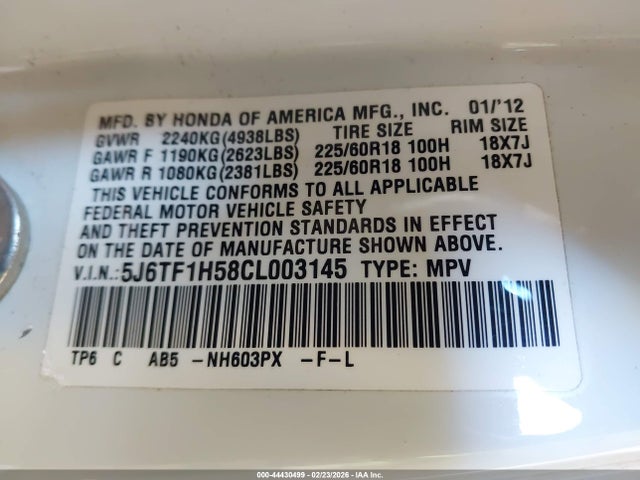 MFD. BY HONDA OF AMERICA MFG., INC. 01/'12
GVWR 2240KG(4938LBS) TIRE SIZE RIM SIZE
GAWR F 1190KG(2623LBS) 225/60R18 100H 18X7J
GAWR R 1080KG(2381LBS) 225/60R18 100H 18X7J
THIS VEHICLE CONFORMS TO ALL APPLICABLE
FEDERAL MOTOR VEHICLE SAFETY
AND THEFT PREVENTION STANDARDS IN EFFECT
ON THE DATE OF MANUFACTURE SHOWN ABOVE.
V.I.N.:5J6TF1H58CL003145 TYPE: MPV
TP6 C AB5 -NH603PX -F-L
000-44430499 - 02/23/2026 - IAA Inc.